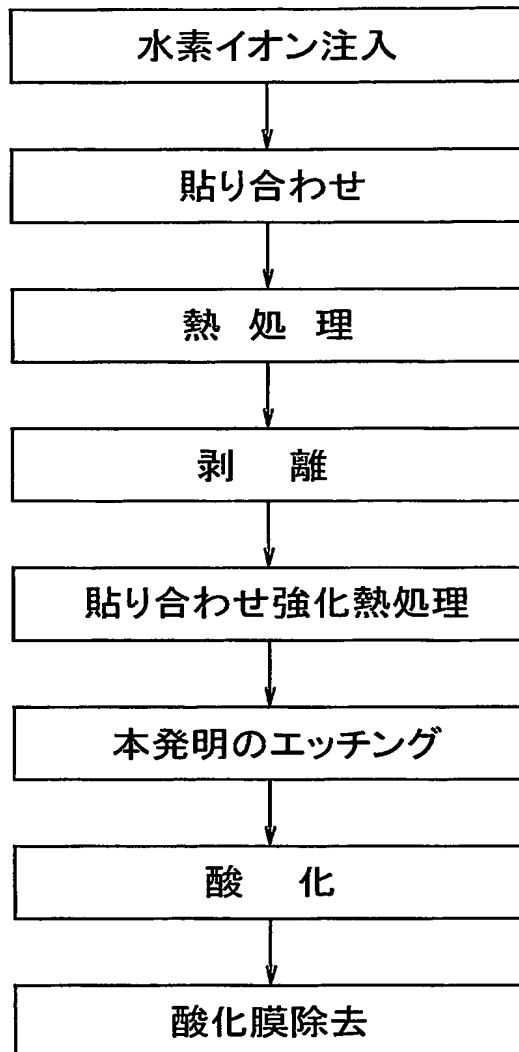 水素イオン注入
貼り合わせ
熱 処 理
剥 離
貼り合わせ強化熱処理
本発明のエッチング
酸 化
酸化膜除去